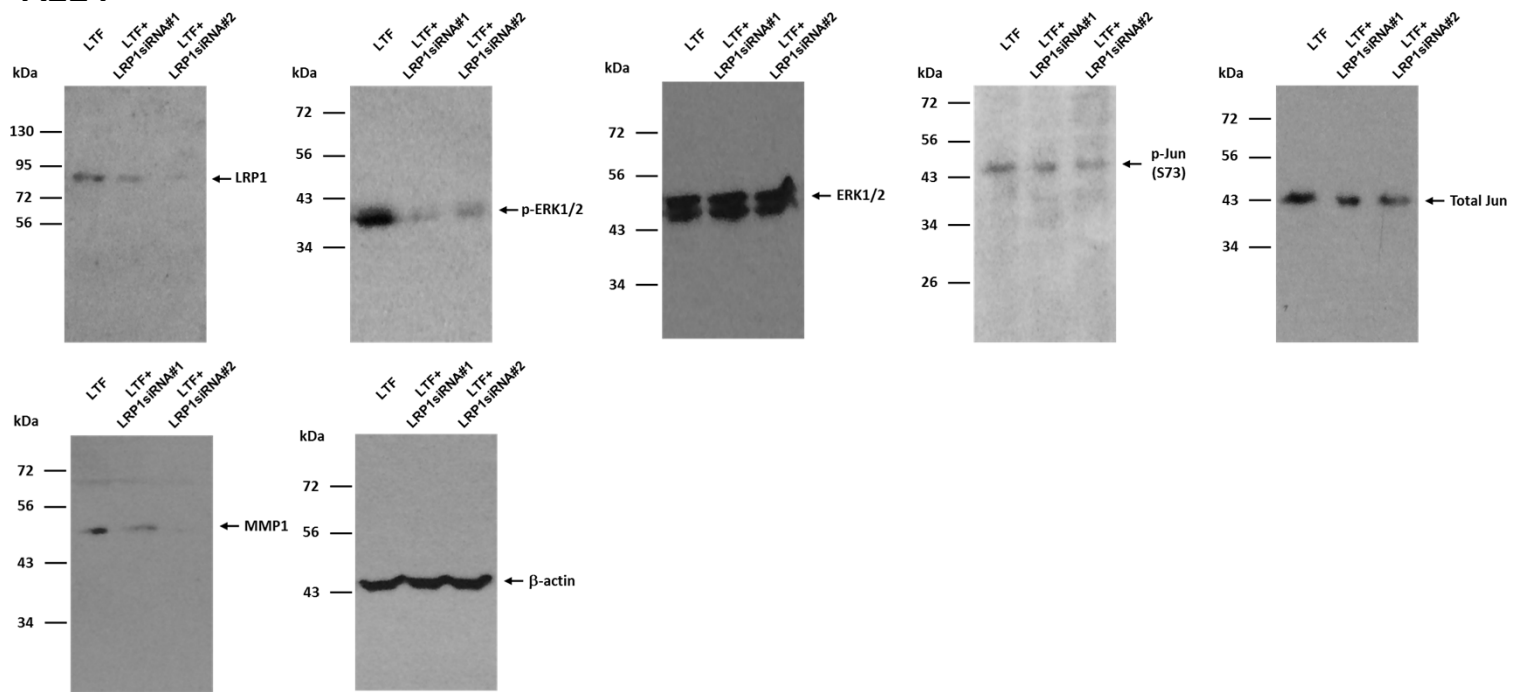 LTF
LTF+
LRP1siRNA#1
LTF+
LRP1siRNA#2
kDa
130
95
72
56
LRP1
LTF
LTF+
LRP1siRNA#1
LTF+
LRP1siRNA#2
kDa
72
56
43
34
p-ERK1/2
LTF
LTF+
LRP1siRNA#1
LTF+
LRP1siRNA#2
kDa
72
56
43
34
ERK1/2
LTF
LTF+
LRP1siRNA#1
LTF+
LRP1siRNA#2
kDa
72
56
43
34
26
p-Jun
(S73)
LTF
LTF+
LRP1siRNA#1
LTF+
LRP1siRNA#2
kDa
72
56
43
34
Total Jun
LTF
LTF+
LRP1siRNA#1
LTF+
LRP1siRNA#2
kDa
72
56
43
34
MMP1
LTF
LTF+
LRP1siRNA#1
LTF+
LRP1siRNA#2
kDa
72
56
43
β-actin